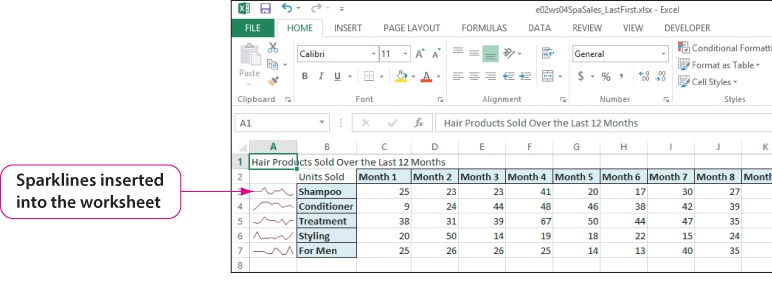 e02ws04SpaSales_LastFirst.xlsx - Excel
FILE HOME INSERT PAGE LAYOUT FORMULAS DATA REVIEW VIEW DEVELOPER
Calibri 11 A A General Conditional Formatti
Paste Format as Table
B I U A $ % , Cell Styles
Clipboard Font Alignment Number Styles
A1 fx Hair Products Sold Over the Last 12 Months
A B C D E F G H I J K
1 Hair Products Sold Over the Last 12 Months
2 Units Sold Month 1 Month 2 Month 3 Month 4 Month 5 Month 6 Month 7 Month 8 Mont
3 Shampoo 25 23 23 41 20 17 30 27
4 Conditioner 9 24 44 48 46 38 42 39
5 Treatment 38 31 39 67 50 44 47 35
6 Styling 20 50 14 19 18 22 15 24
7 For Men 25 26 26 25 14 13 40 35
8
Sparklines inserted
into the worksheet